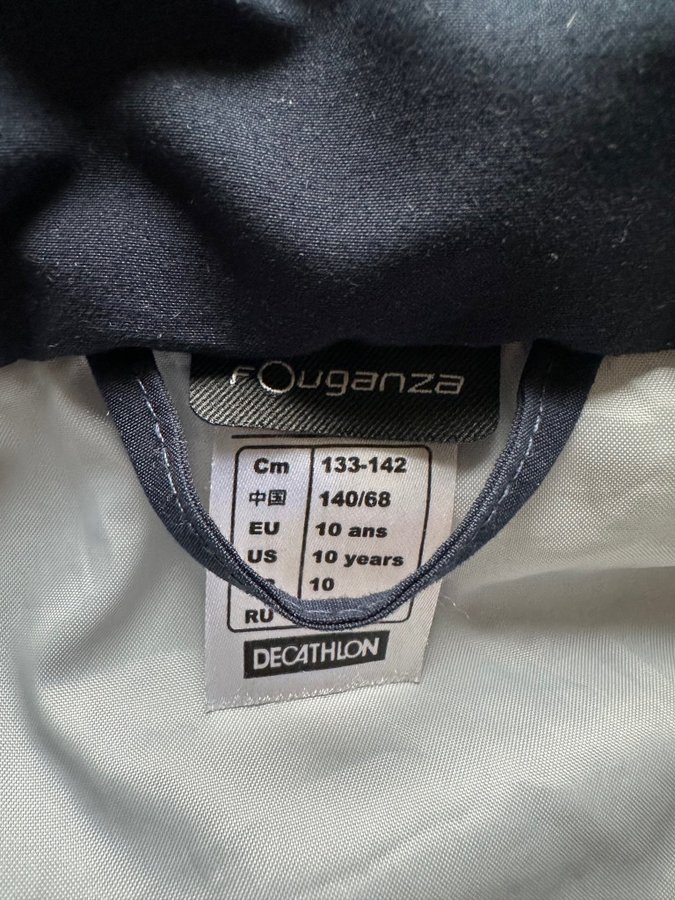 fouganza
Cm 133-142
中国 140/68
EU 10 ans
US 10 years
10
RU
DECATHLON